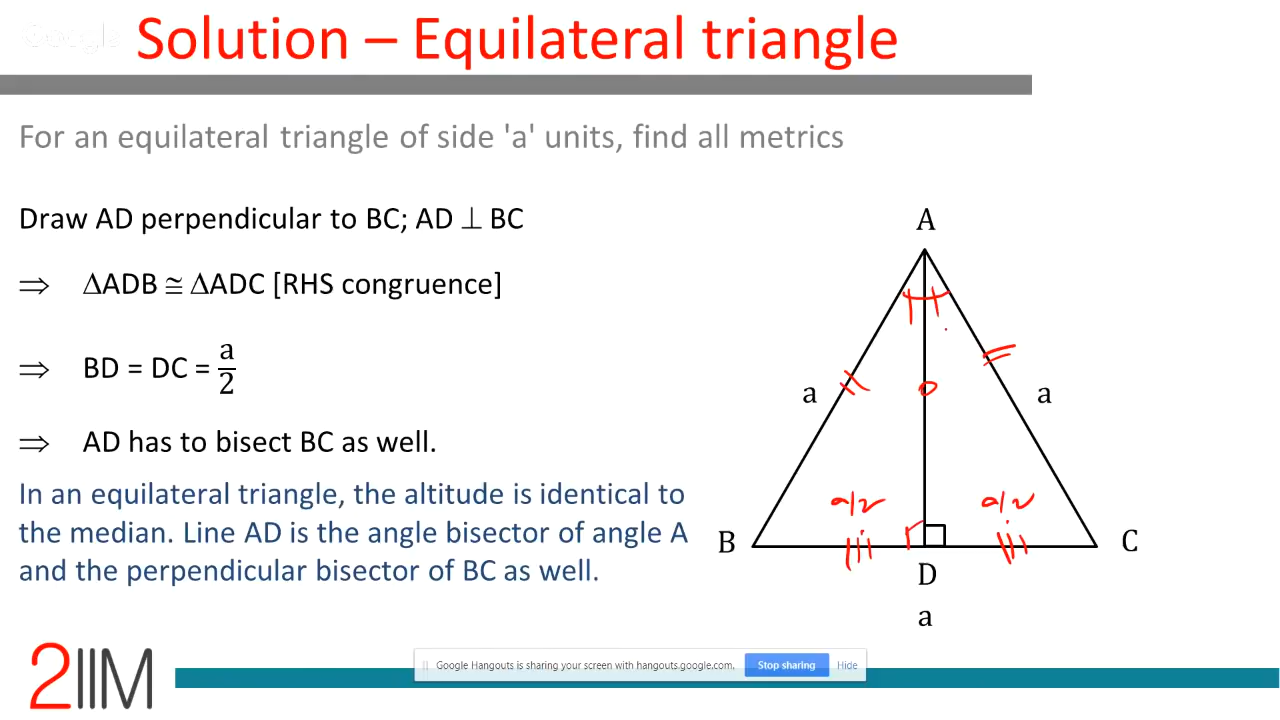 Google
Solution – Equilateral triangle
For an equilateral triangle of side 'a' units, find all metrics
Draw AD perpendicular to BC; AD ⊥ BC
⇒ ΔADB ≅ ΔADC [RHS congruence]
⇒ BD = DC = a/2
⇒ AD has to bisect BC as well.
In an equilateral triangle, the altitude is identical to
the median. Line AD is the angle bisector of angle A
and the perpendicular bisector of BC as well.
A
a
a
a/2
a/2
B
C
D
a
2IIM
Google Hangouts is sharing your screen with hangouts.google.com.
Stop sharing
Hide